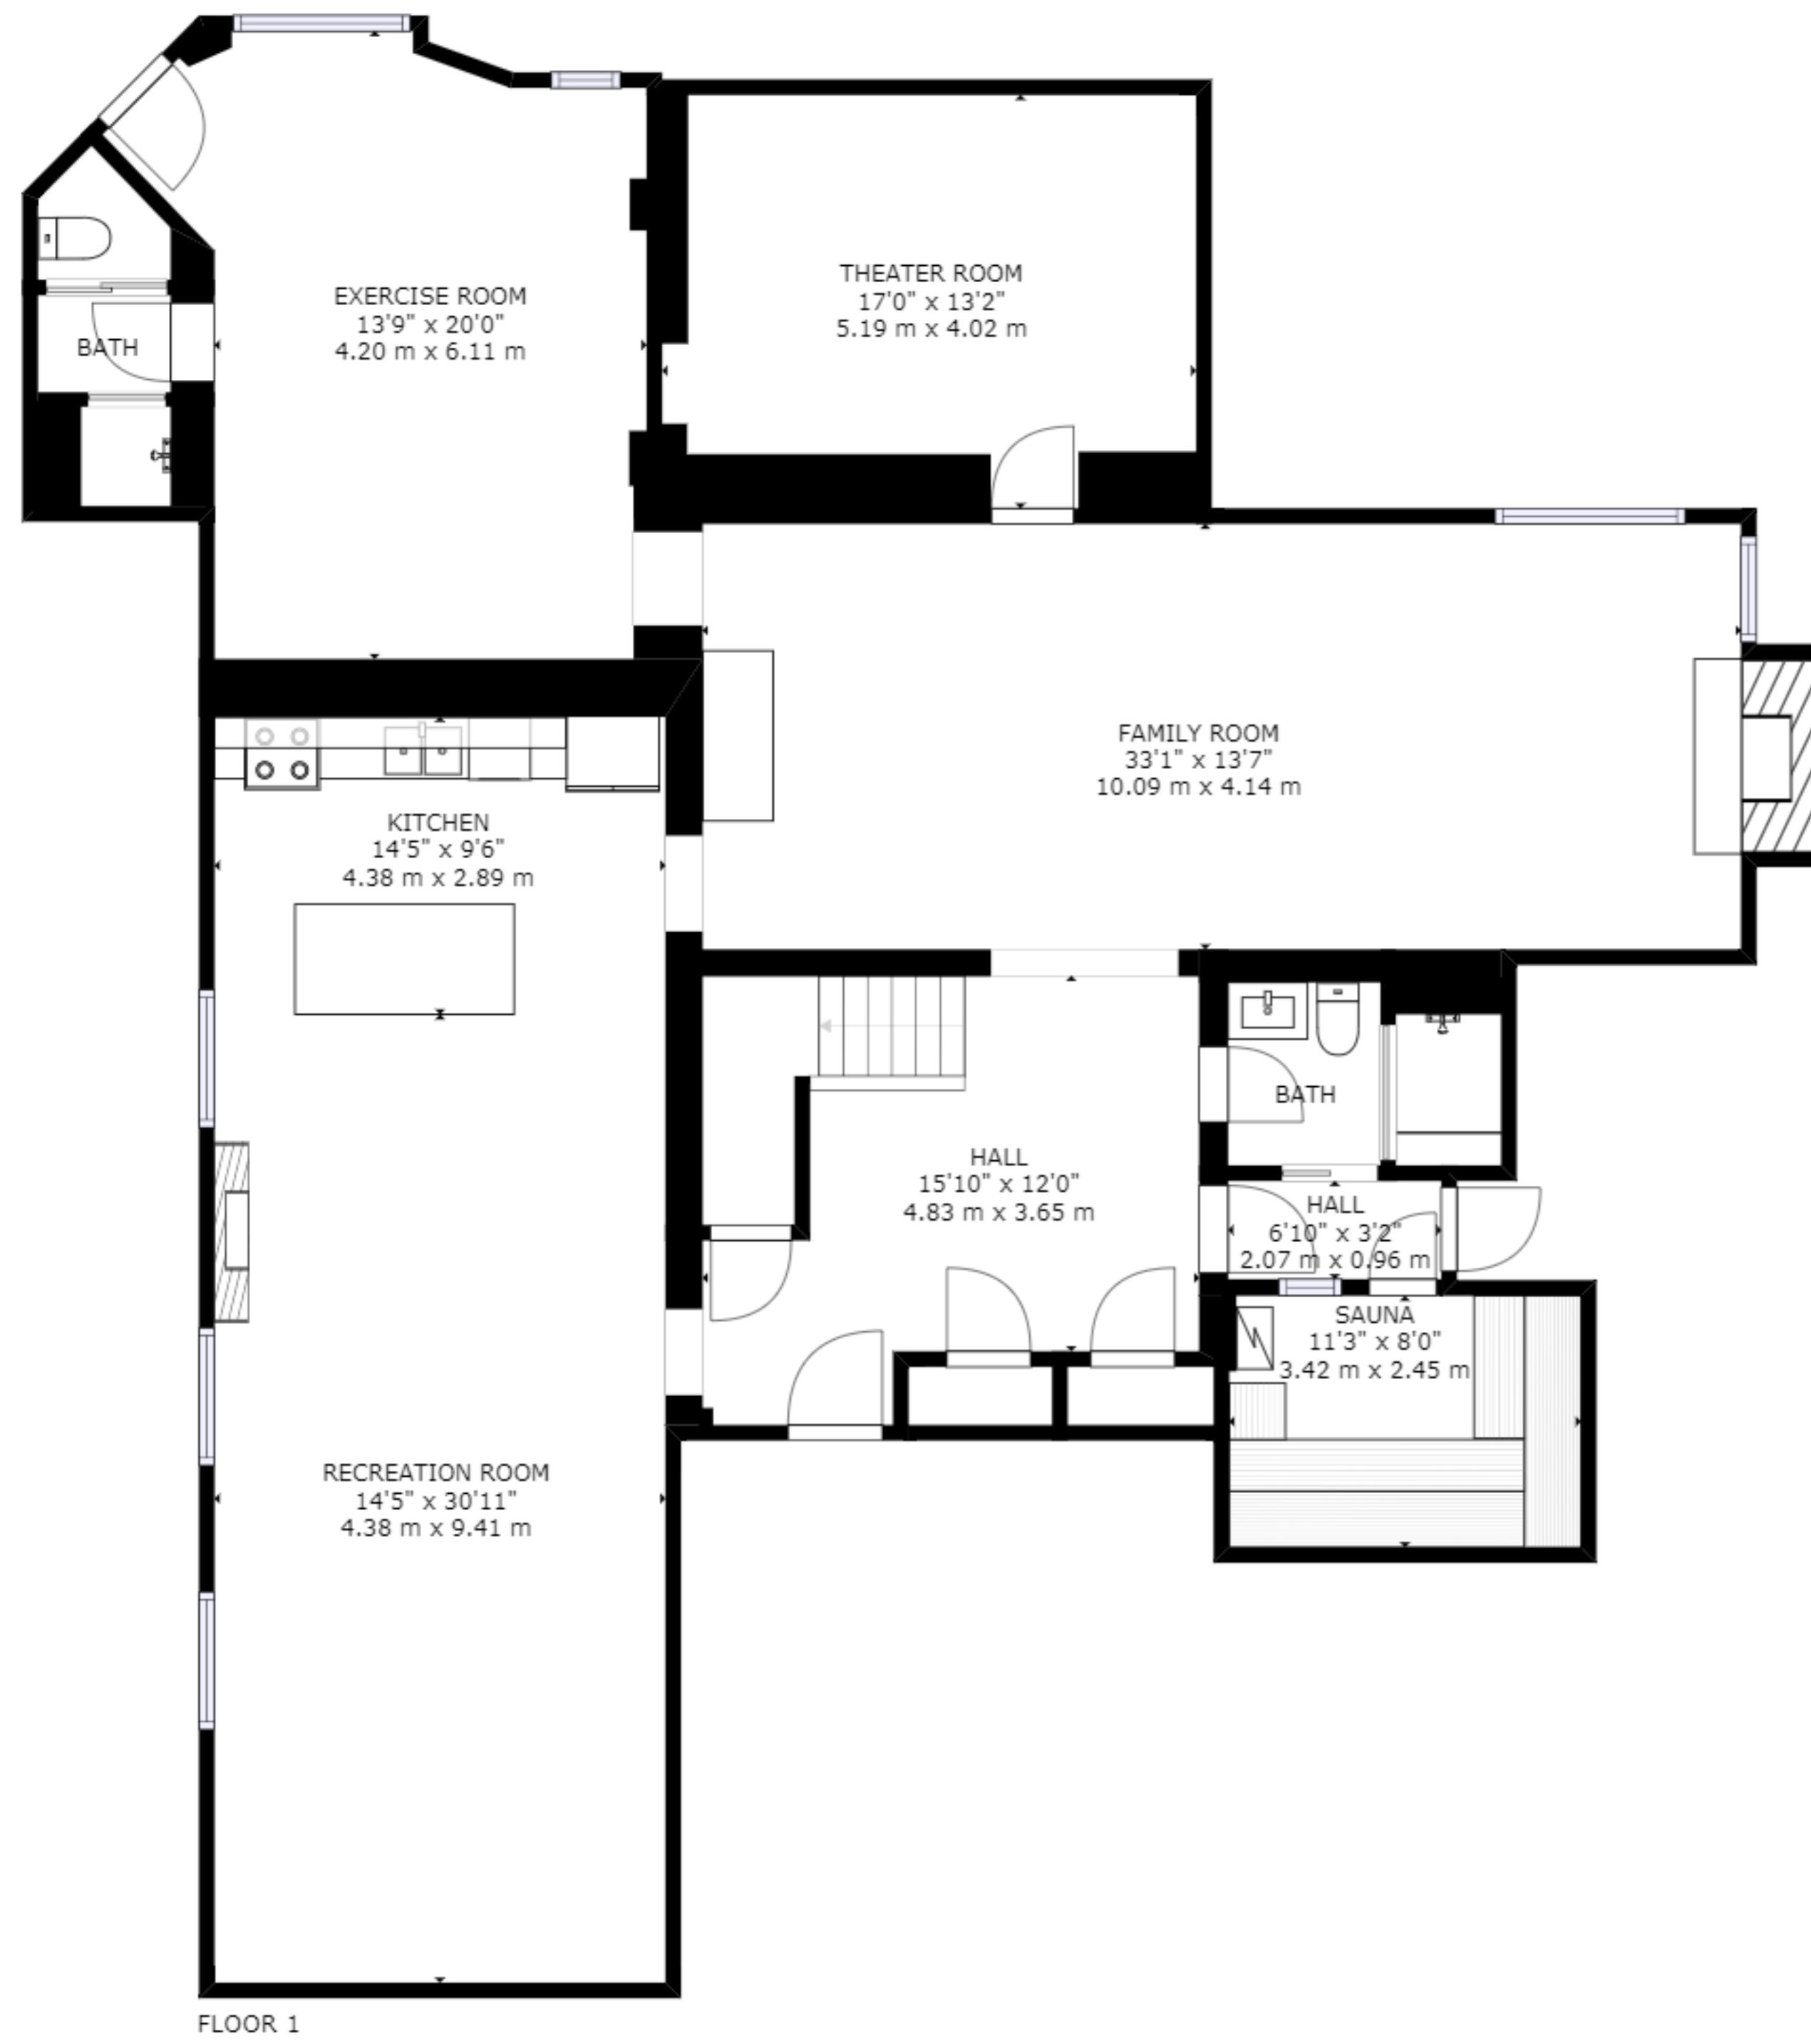 EXERCISE ROOM
13'9" x 20'0"
4.20 m x 6.11 m
THEATER ROOM
17'0" x 13'2"
5.19 m x 4.02 m
BATH
FAMILY ROOM
33'1" x 13'7"
10.09 m x 4.14 m
KITCHEN
14'5" x 9'6"
4.38 m x 2.89 m
BATH
HALL
15'10" x 12'0"
4.83 m x 3.65 m
HALL
6'10" x 3'2"
2.07 m x 0.96 m
SAUNA
11'3" x 8'0"
3.42 m x 2.45 m
RECREATION ROOM
14'5" x 30'11"
4.38 m x 9.41 m
FLOOR 1